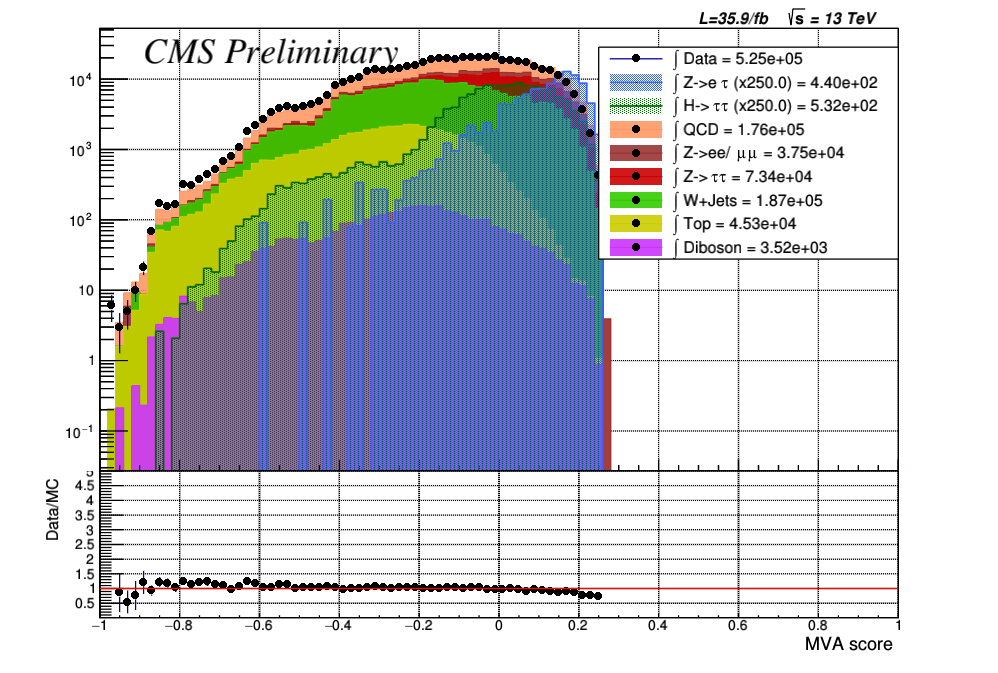 L=35.9/fb √s = 13 TeV
CMS Preliminary
∫ Data = 5.25e+05
∫ Z->e τ (x250.0) = 4.40e+02
∫ H-> ττ (x250.0) = 5.32e+02
∫ QCD = 1.76e+05
∫ Z->ee/ μμ = 3.75e+04
∫ Z-> ττ = 7.34e+04
∫ W+Jets = 1.87e+05
∫ Top = 4.53e+04
∫ Diboson = 3.52e+03
10⁴
10³
10²
10
1
10⁻¹
Data/MC
5
4.5
4
3.5
3
2.5
2
1.5
1
0.5
−1 −0.8 −0.6 −0.4 −0.2 0 0.2 0.4 0.6 0.8 1
MVA score